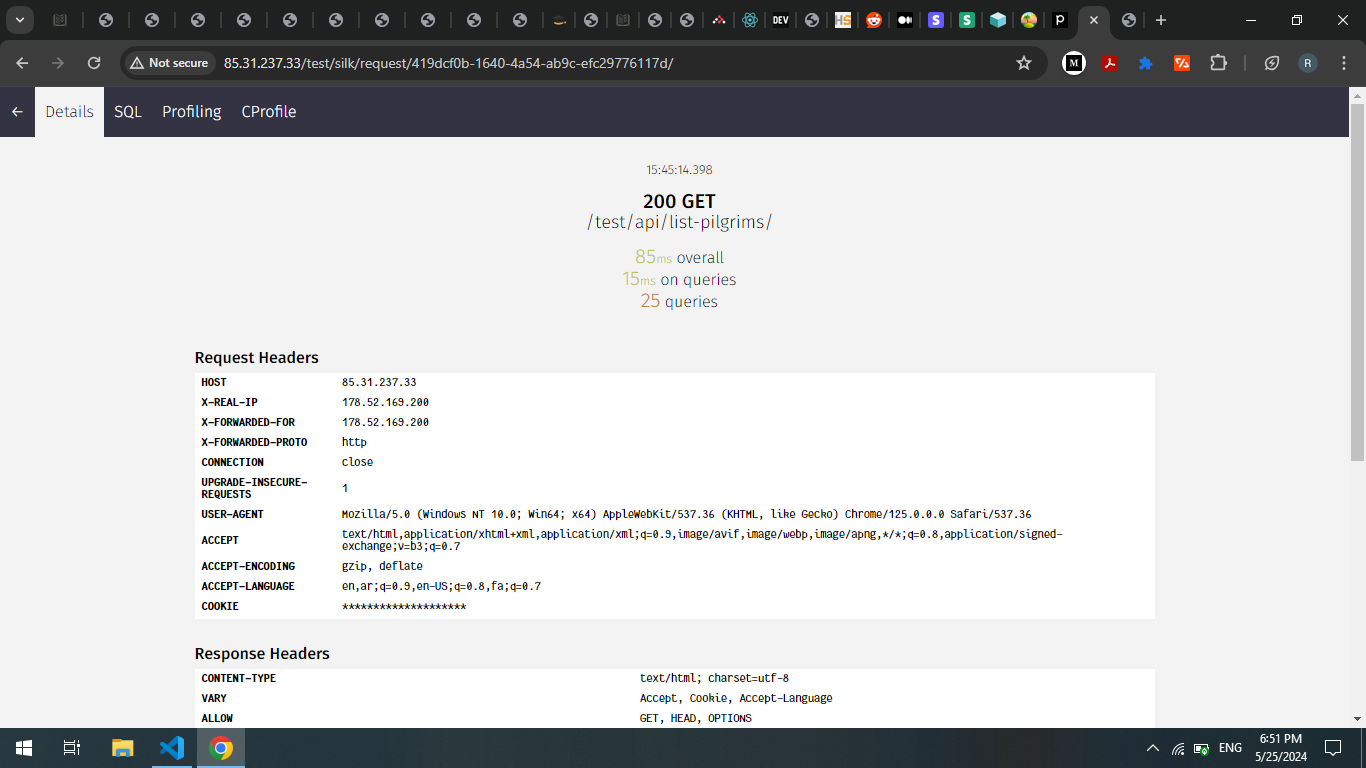 DEV
HS
S
S
p
Not secure
85.31.237.33/test/silk/request/419dcf0b-1640-4a54-ab9c-efc29776117d/
M
R
Details SQL Profiling CProfile
15:45:14.398
200 GET
/test/api/list-pilgrims/
85ms overall
15ms on queries
25 queries
Request Headers
HOST 85.31.237.33
X-REAL-IP 178.52.169.200
X-FORWARDED-FOR 178.52.169.200
X-FORWARDED-PROTO http
CONNECTION close
UPGRADE-INSECURE-
REQUESTS 1
USER-AGENT Mozilla/5.0 (Windows NT 10.0; Win64; x64) AppleWebKit/537.36 (KHTML, like Gecko) Chrome/125.0.0.0 Safari/537.36
ACCEPT text/html,application/xhtml+xml,application/xml;q=0.9,image/avif,image/webp,image/apng,*/*;q=0.8,application/signed-
exchange;v=b3;q=0.7
ACCEPT-ENCODING gzip, deflate
ACCEPT-LANGUAGE en,ar;q=0.9,en-US;q=0.8,fa;q=0.7
COOKIE ********************
Response Headers
CONTENT-TYPE text/html; charset=utf-8
VARY Accept, Cookie, Accept-Language
ALLOW GET, HEAD, OPTIONS
ENG
6:51 PM
5/25/2024